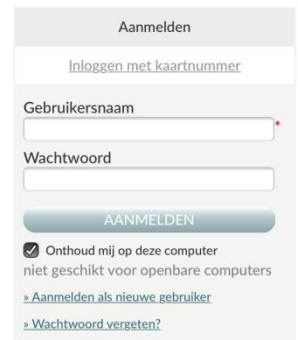 Aanmelden
Inloggen met kaartnummer
Gebruikersnaam
*
Wachtwoord
AANMELDEN
Onthoud mij op deze computer
niet geschikt voor openbare computers
» Aanmelden als nieuwe gebruiker
» Wachtwoord vergeten?